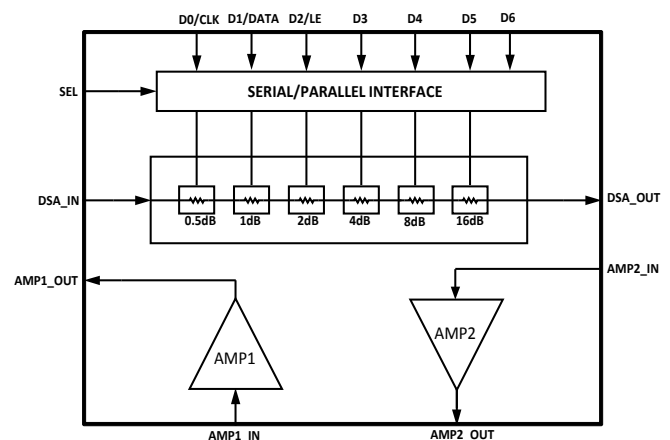 D0/CLK D1/DATA D2/LE D3 D4 D5 D6
SEL
SERIAL/PARALLEL INTERFACE
DSA_IN
DSA_OUT
0.5dB 1dB 2dB 4dB 8dB 16dB
AMP1_OUT
AMP2_IN
AMP1
AMP2
AMP1_IN
AMP2_OUT